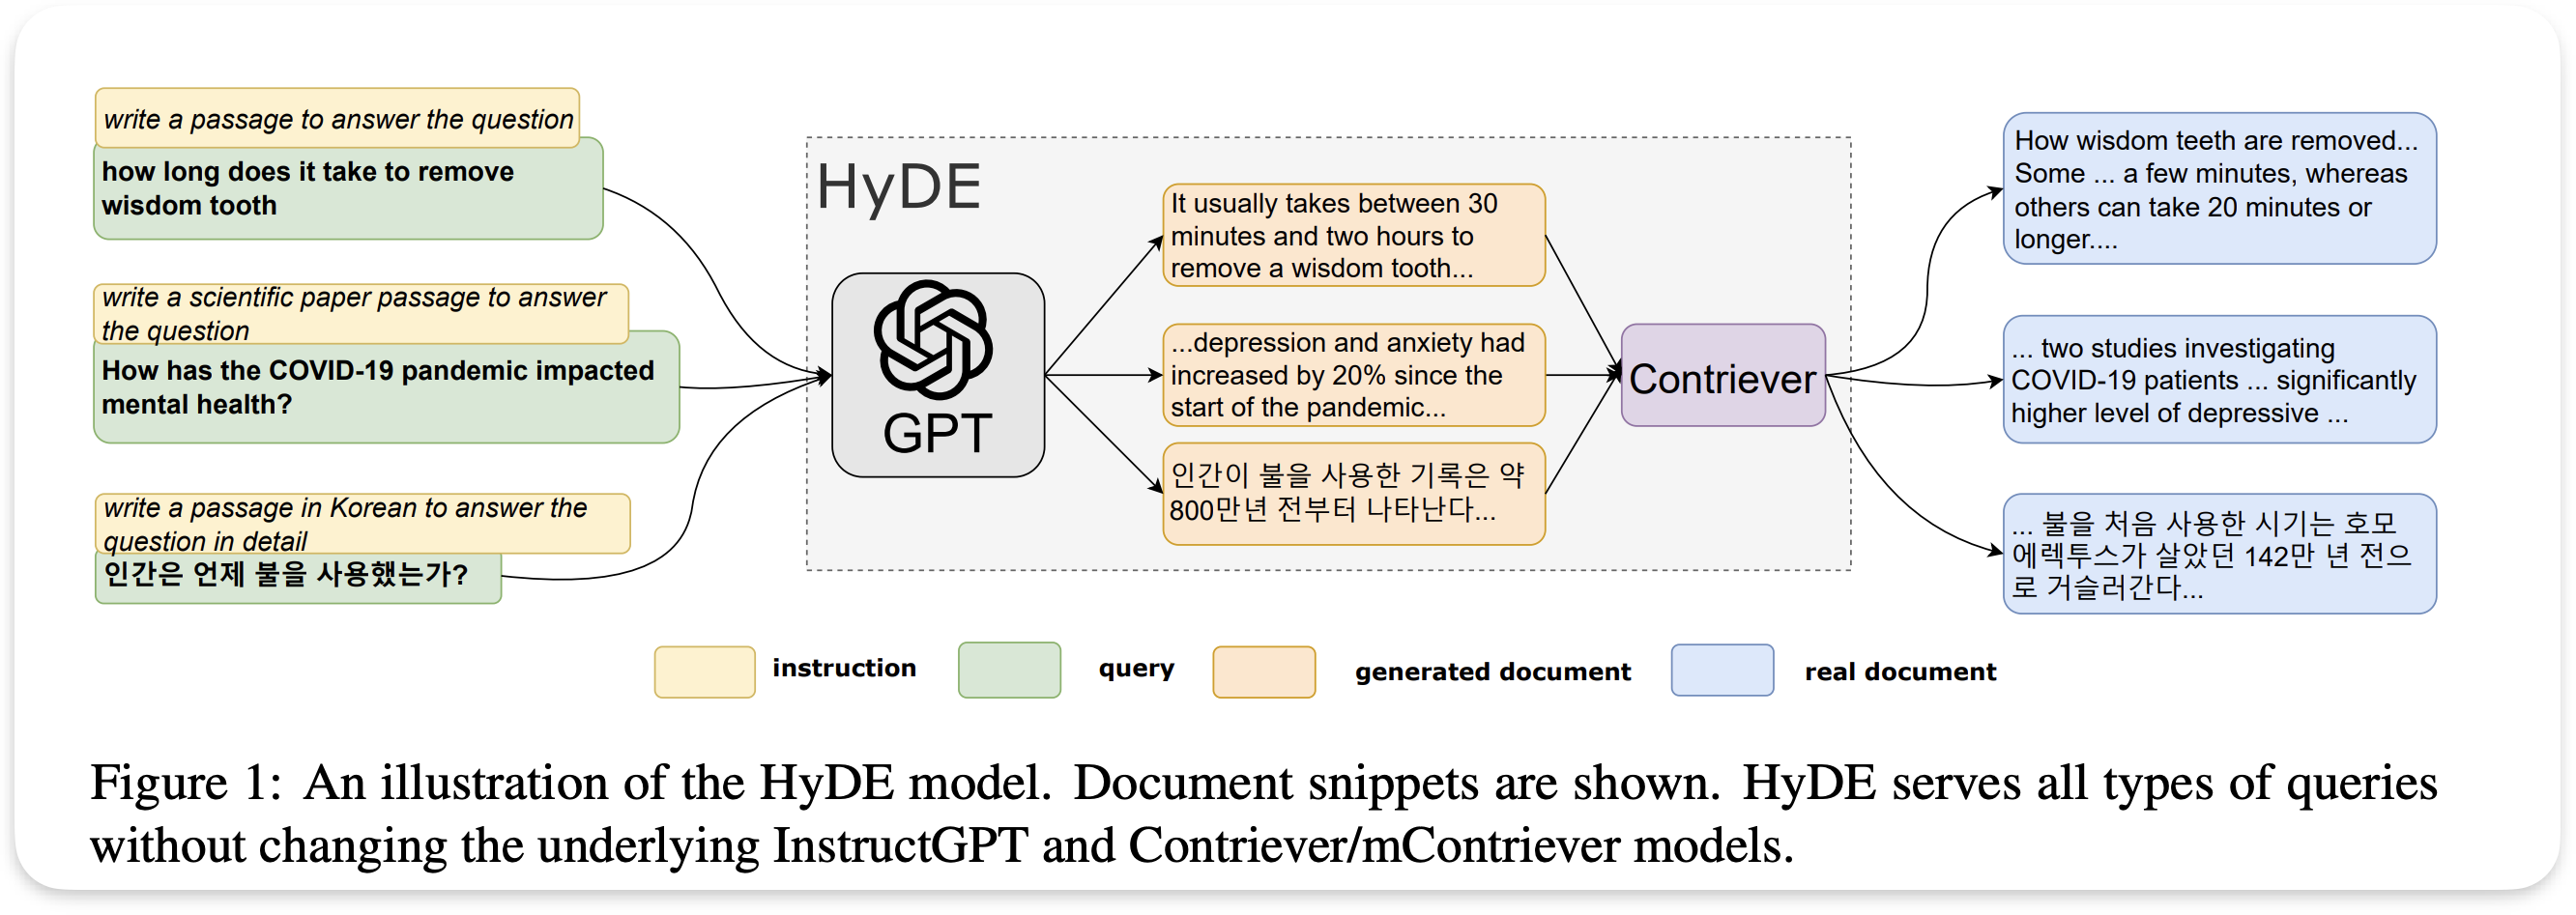 write a passage to answer the question
how long does it take to remove
wisdom tooth
write a scientific paper passage to answer
the question
How has the COVID-19 pandemic impacted
mental health?
write a passage in Korean to answer the
question in detail
인간은 언제 불을 사용했는가?
HyDE
GPT
It usually takes between 30
minutes and two hours to
remove a wisdom tooth...
...depression and anxiety had
increased by 20% since the
start of the pandemic...
인간이 불을 사용한 기록은 약
800만년 전부터 나타난다...
Contriever
How wisdom teeth are removed...
Some ... a few minutes, whereas
others can take 20 minutes or
longer....
... two studies investigating
COVID-19 patients ... significantly
higher level of depressive ...
... 불을 처음 사용한 시기는 호모
에렉투스가 살았던 142만 년 전으
로 거슬러간다...
instruction
query
generated document
real document
Figure 1: An illustration of the HyDE model. Document snippets are shown. HyDE serves all types of queries
without changing the underlying InstructGPT and Contriever/mContriever models.